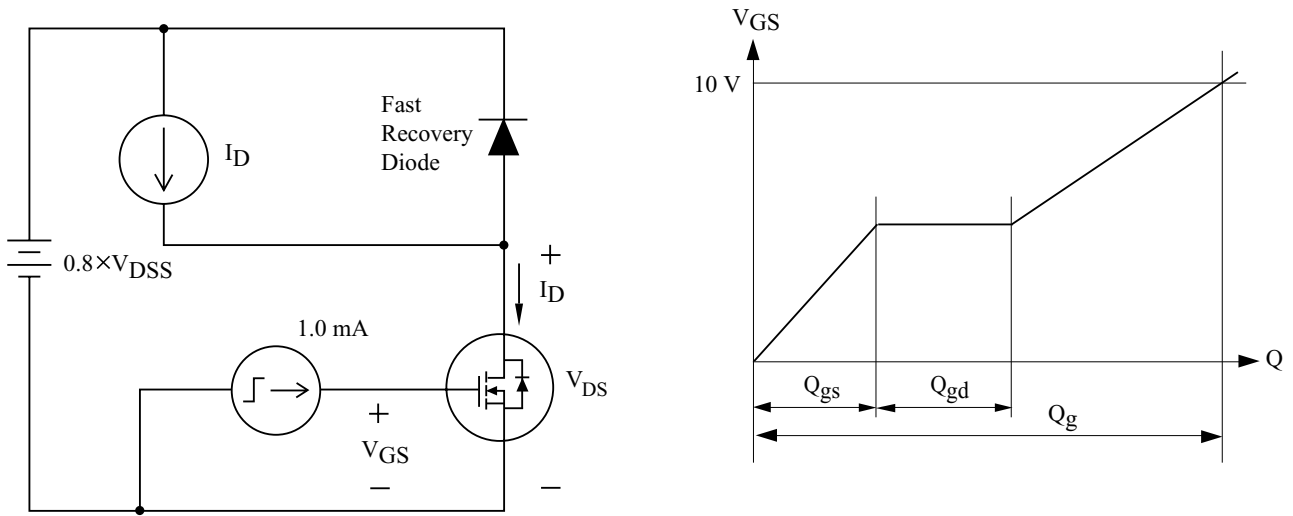 I_D
Fast
Recovery
Diode
0.8×V_DSS
+
I_D
1.0 mA
V_DS
+
V_GS
−
−
V_GS
10 V
Q
Q_gs
Q_gd
Q_g